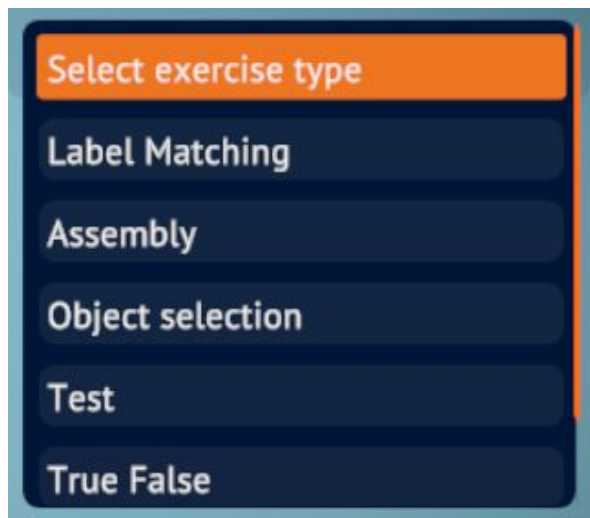 Select exercise type
Label Matching
Assembly
Object selection
Test
True False